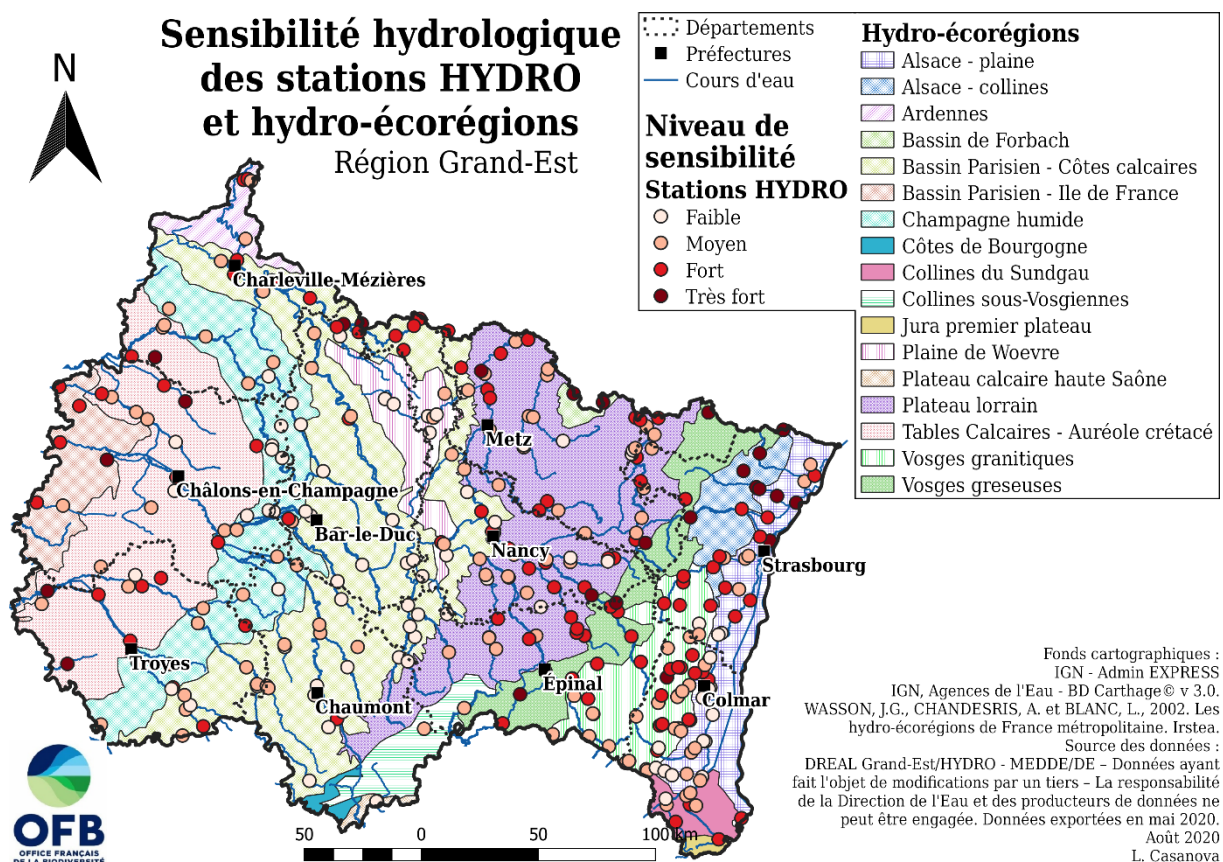 Sensibilité hydrologique
des stations HYDRO
et hydro-écorégions
Région Grand-Est
N
Départements
Préfectures
Cours d'eau
Niveau de
sensibilité
Stations HYDRO
Faible
Moyen
Fort
Très fort
Hydro-écorégions
Alsace - plaine
Alsace - collines
Ardennes
Bassin de Forbach
Bassin Parisien - Côtes calcaires
Bassin Parisien - Ile de France
Champagne humide
Côtes de Bourgogne
Collines du Sundgau
Collines sous-Vosgiennes
Jura premier plateau
Plaine de Woevre
Plateau calcaire haute Saône
Plateau lorrain
Tables Calcaires - Auréole crétacé
Vosges granitiques
Vosges greseuses
Charleville-Mézières
Metz
Châlons-en-Champagne
Bar-le-Duc
Nancy
Strasbourg
Troyes
Épinal
Chaumont
Colmar
Fonds cartographiques :
IGN - Admin EXPRESS
IGN, Agences de l'Eau - BD Carthage© v 3.0.
WASSON, J.G., CHANDESRIS, A. et BLANC, L., 2002. Les
hydro-écorégions de France métropolitaine. Irstea.
Source des données :
DREAL Grand-Est/HYDRO - MEDDE/DE – Données ayant
fait l'objet de modifications par un tiers – La responsabilité
de la Direction de l'Eau et des producteurs de données ne
peut être engagée. Données exportées en mai 2020.
Août 2020
L. Casanova
OFB
OFFICE FRANÇAIS
DE LA BIODIVERSITÉ
50 0 50 100 km